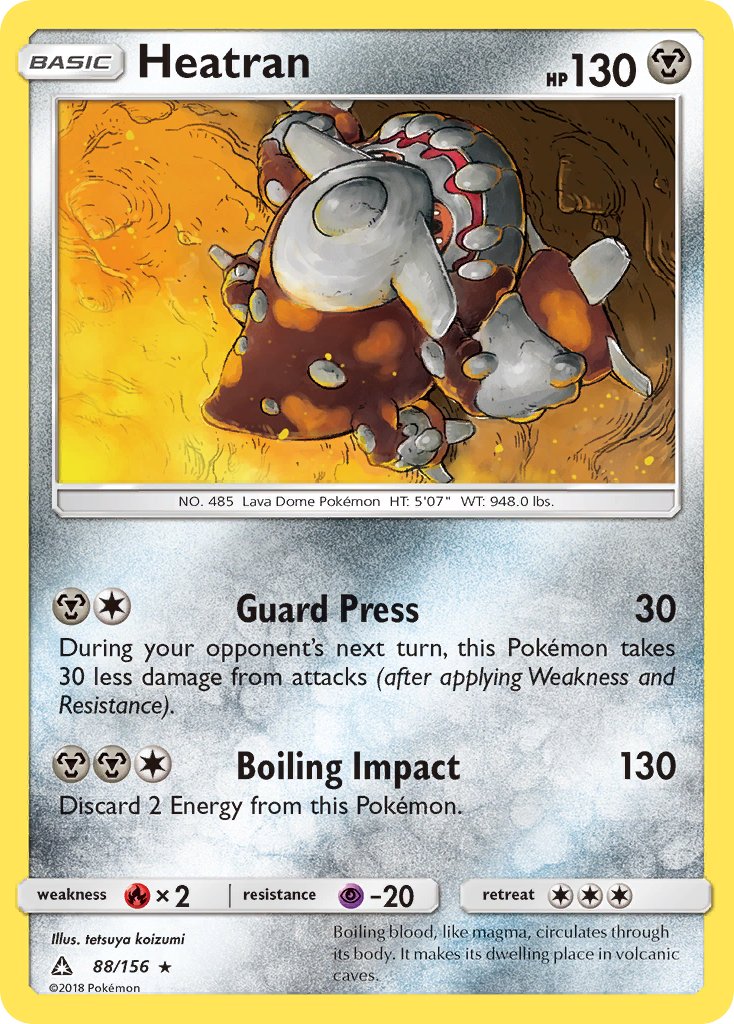 BASIC Heatran HP 130
NO. 485 Lava Dome Pokémon HT: 5'07" WT: 948.0 lbs.
Guard Press 30
During your opponent's next turn, this Pokémon takes
30 less damage from attacks (after applying Weakness and
Resistance).
Boiling Impact 130
Discard 2 Energy from this Pokémon.
weakness × 2 resistance -20 retreat
Illus. tetsuya koizumi
88/156 ★
©2018 Pokémon
Boiling blood, like magma, circulates through
its body. It makes its dwelling place in volcanic
caves.